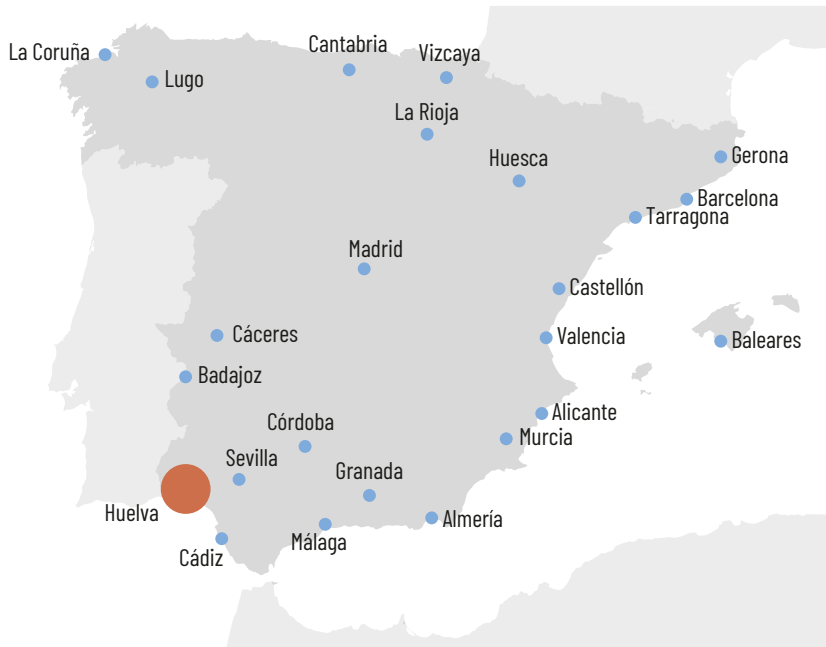 Cantabria
La Coruña
Vizcaya
Lugo
La Rioja
Gerona
Huesca
Barcelona
Tarragona
Madrid
Castellón
Cáceres
Valencia
Baleares
Badajoz
Alicante
Córdoba
Murcia
Sevilla
Granada
Huelva
Almería
Málaga
Cádiz